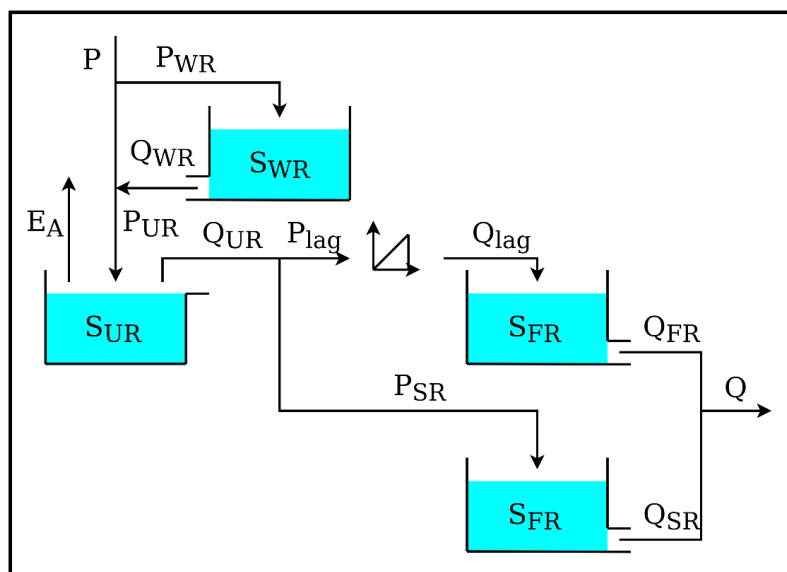 P
P_WR
S_WR
Q_WR
E_A
P_UR
Q_UR
P_lag
Q_lag
S_UR
S_FR
Q_FR
P_SR
Q
S_FR
Q_SR